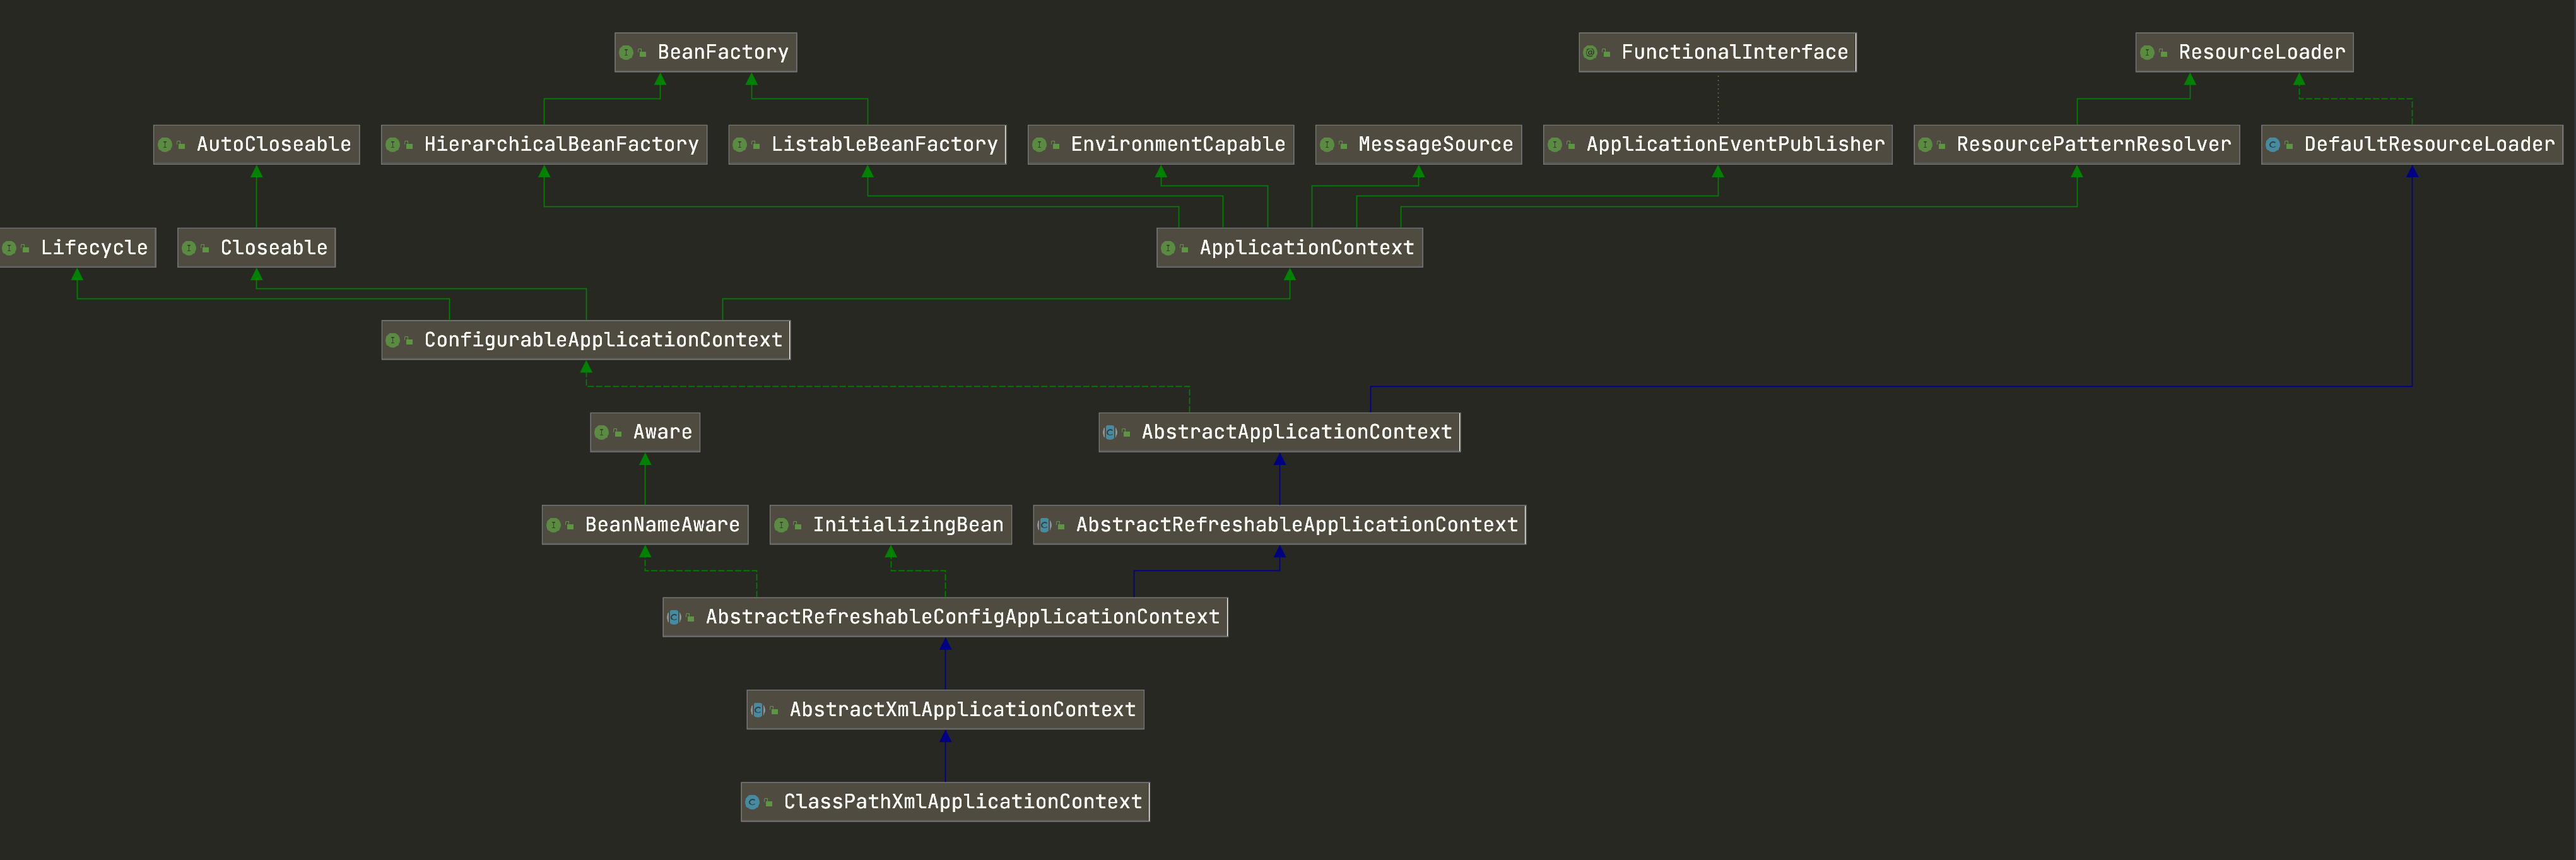 BeanFactory
FunctionalInterface
ResourceLoader
AutoCloseable
HierarchicalBeanFactory
ListableBeanFactory
EnvironmentCapable
MessageSource
ApplicationEventPublisher
ResourcePatternResolver
DefaultResourceLoader
Lifecycle
Closeable
ApplicationContext
ConfigurableApplicationContext
Aware
AbstractApplicationContext
BeanNameAware
InitializingBean
AbstractRefreshableApplicationContext
AbstractRefreshableConfigApplicationContext
AbstractXmlApplicationContext
ClassPathXmlApplicationContext